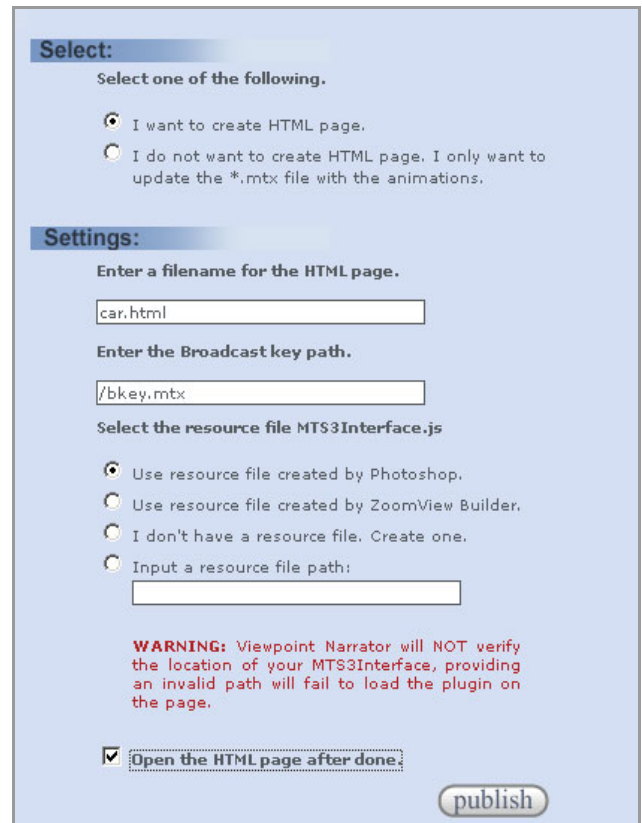 Select:
Select one of the following.
I want to create HTML page.
I do not want to create HTML page. I only want to
update the *.mtx file with the animations.
Settings:
Enter a filename for the HTML page.
car.html
Enter the Broadcast key path.
/bkey.mtx
Select the resource file MTS3Interface.js
Use resource file created by Photoshop.
Use resource file created by ZoomView Builder.
I don't have a resource file. Create one.
Input a resource file path:
WARNING: Viewpoint Narrator will NOT verify
the location of your MTS3Interface, providing
an invalid path will fail to load the plugin on
the page.
Open the HTML page after done.
publish